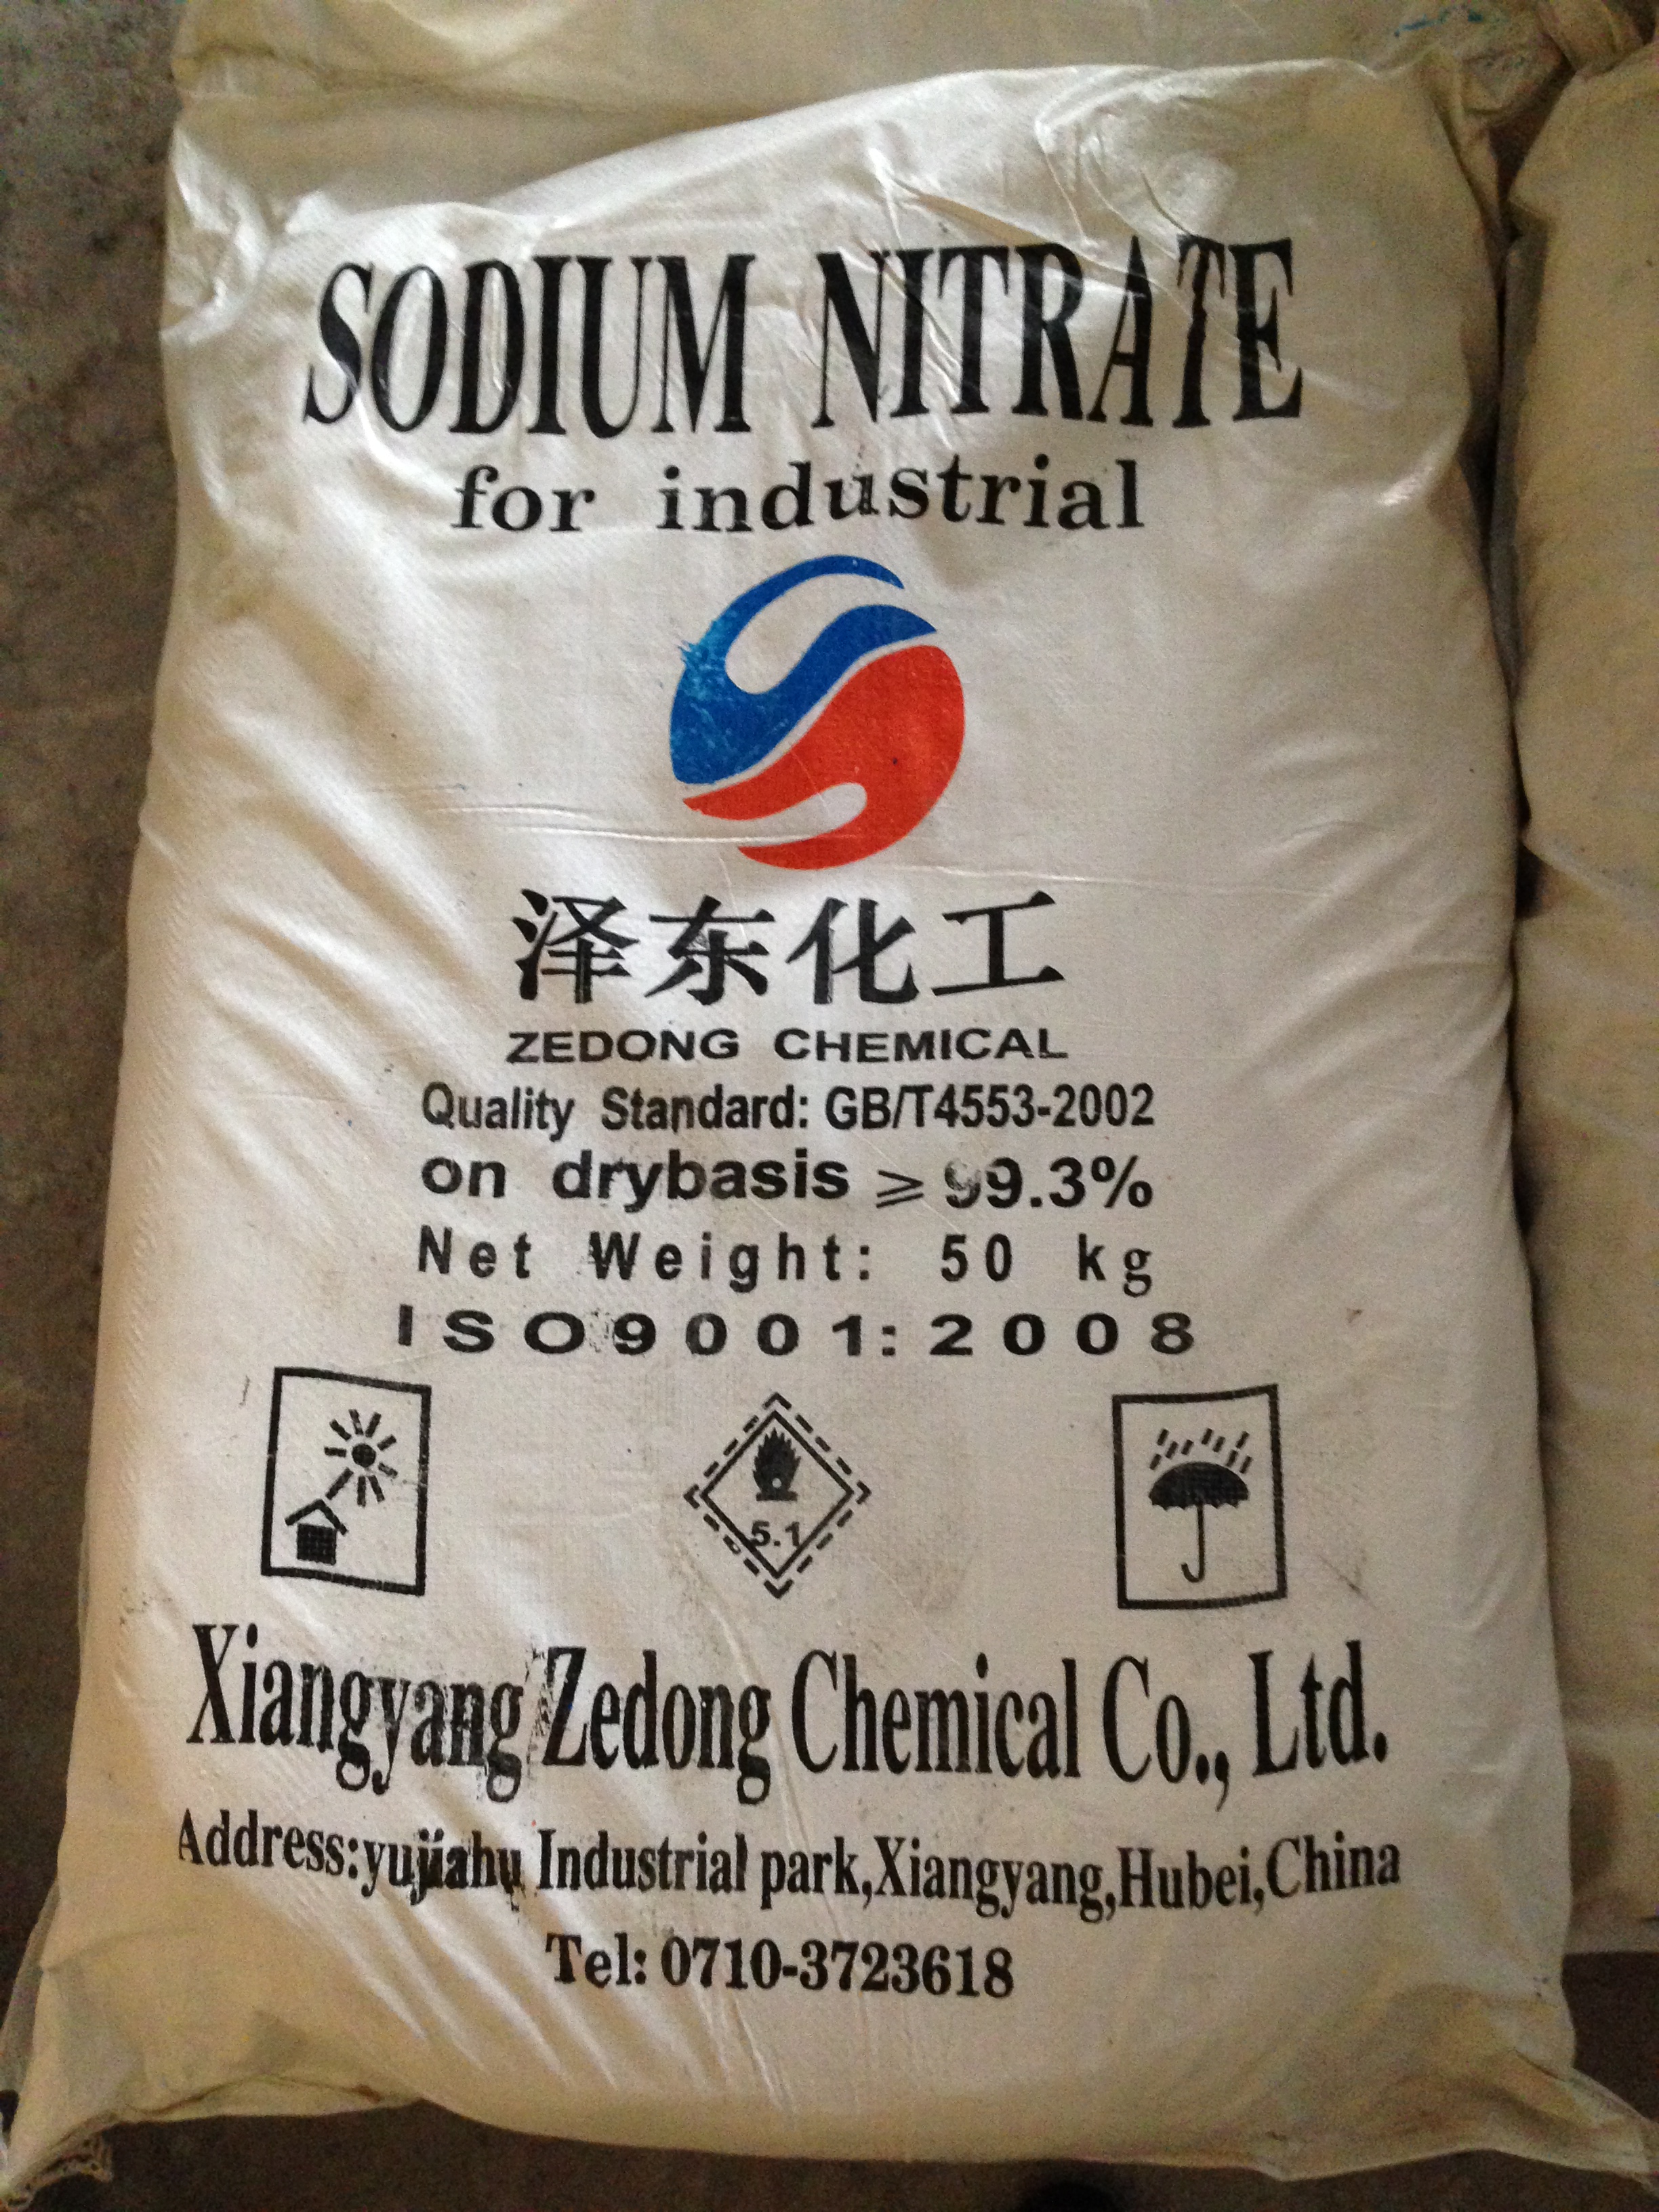 SODIUM NITRATE
for industrial
泽东化工
ZEDONG CHEMICAL
Quality Standard: GB/T4553-2002
on drybasis ⩾ 99.3%
Net Weight: 50 kg
ISO9001:2008
5.1
Xiangyang Zedong Chemical Co., Ltd.
Address:yujiahu Industrial park,Xiangyang,Hubei,China
Tel: 0710-3723618